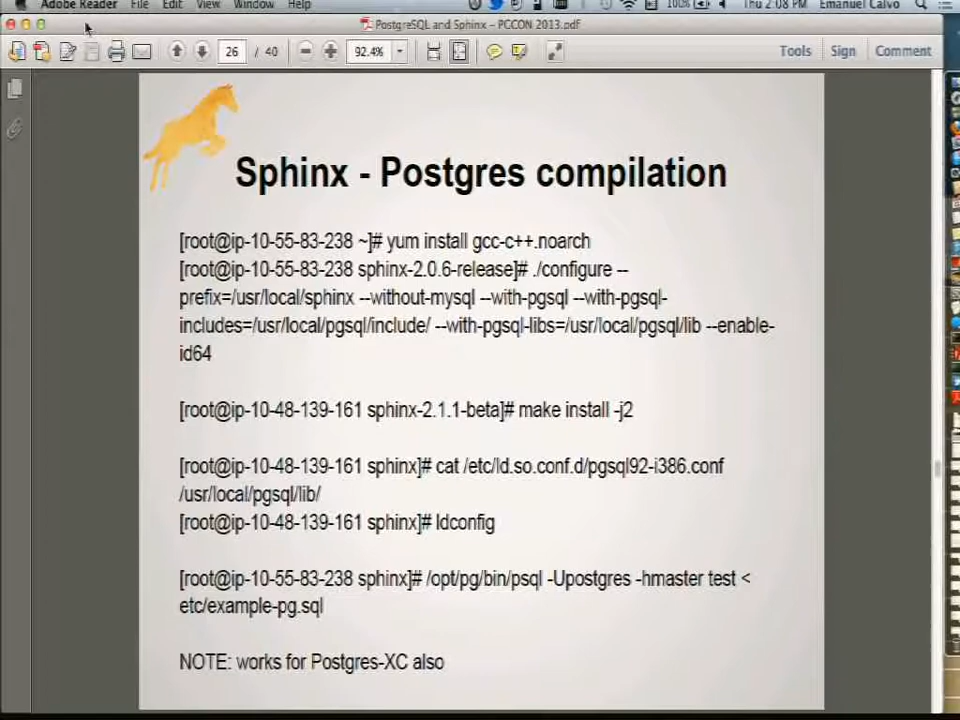 Adobe Reader File Edit View Window Help 100% Thu 2:08 PM Emanuel Calvo
PostgreSQL and Sphinx - PGCON 2013.pdf
26 / 40 92.4% Tools Sign Comment
Sphinx - Postgres compilation
[root@ip-10-55-83-238 ~]# yum install gcc-c++.noarch
[root@ip-10-55-83-238 sphinx-2.0.6-release]# ./configure --
prefix=/usr/local/sphinx --without-mysql --with-pgsql --with-pgsql-
includes=/usr/local/pgsql/include/ --with-pgsql-libs=/usr/local/pgsql/lib --enable-
id64
[root@ip-10-48-139-161 sphinx-2.1.1-beta]# make install -j2
[root@ip-10-48-139-161 sphinx]# cat /etc/ld.so.conf.d/pgsql92-i386.conf
/usr/local/pgsql/lib/
[root@ip-10-48-139-161 sphinx]# ldconfig
[root@ip-10-55-83-238 sphinx]# /opt/pg/bin/psql -Upostgres -hmaster test <
etc/example-pg.sql
NOTE: works for Postgres-XC also